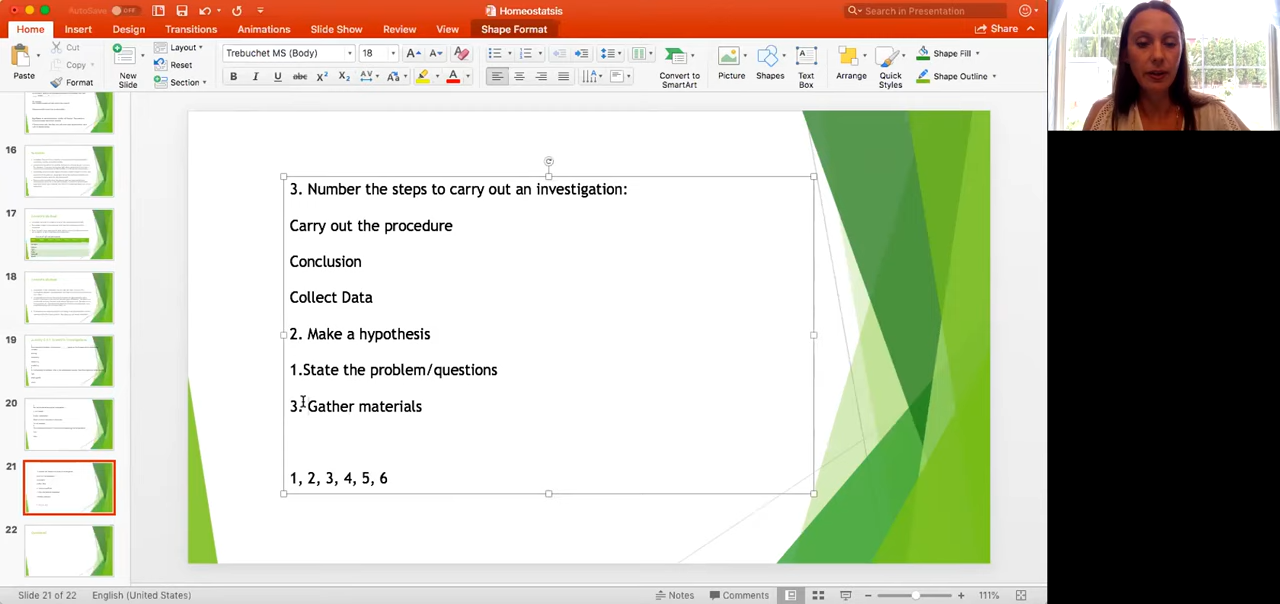 AutoSave OFF
Homeostatsis
Search in Presentation
Home Insert Design Transitions Animations Slide Show Review View Shape Format
Share
Paste
Cut
Copy
Format
New Slide
Layout
Reset
Section
Trebuchet MS (Body) 18
Convert to SmartArt
Picture
Shapes
Text Box
Arrange
Quick Styles
Shape Fill
Shape Outline
16
17
18
19
20
21
22
3. Number the steps to carry out an investigation:
Carry out the procedure
Conclusion
Collect Data
2. Make a hypothesis
1.State the problem/questions
3. Gather materials
1, 2, 3, 4, 5, 6
Slide 21 of 22 English (United States) Notes Comments 111%